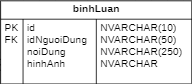 binhLuan
PK id NVARCHAR(10)
FK idNguoiDung NVARCHAR(50)
noiDung NVARCHAR(250)
hinhAnh NVARCHAR